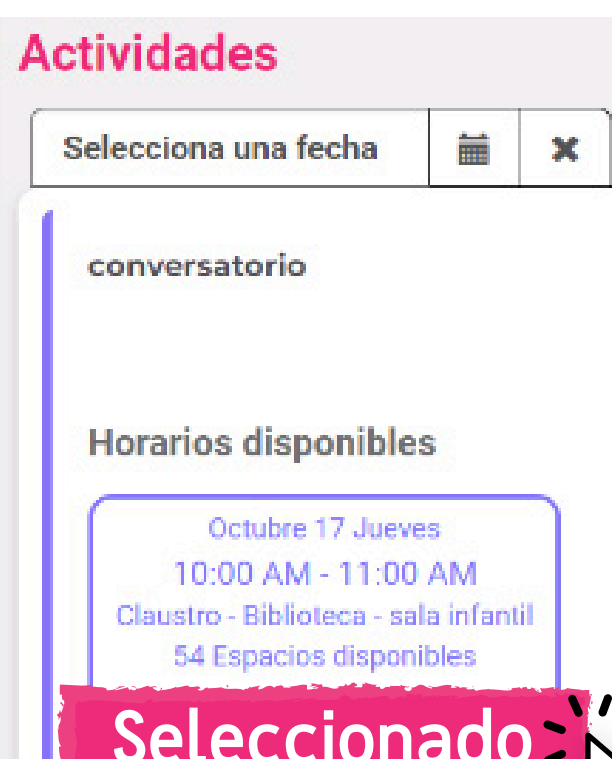 Actividades
Selecciona una fecha
conversatorio
Horarios disponibles
Octubre 17 Jueves
10:00 AM - 11:00 AM
Claustro - Biblioteca - sala infantil
54 Espacios disponibles
Seleccionado